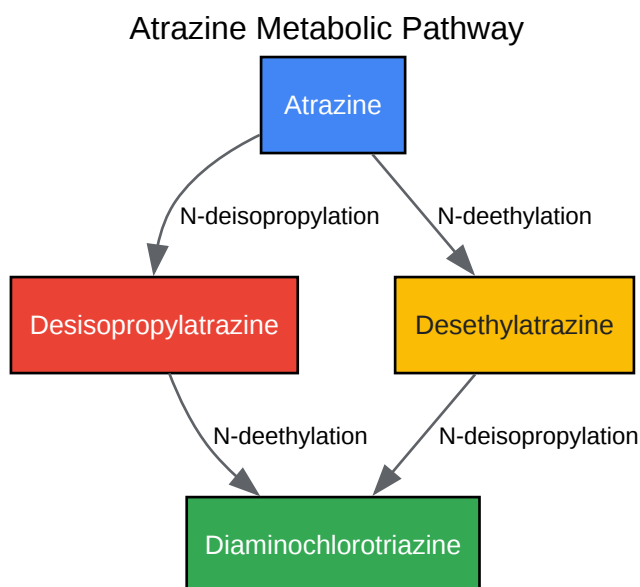 Atrazine Metabolic Pathway
Atrazine
N-deisopropylation
N-deethylation
Desisopropylatrazine
Desethylatrazine
N-deethylation
N-deisopropylation
Diaminochlorotriazine